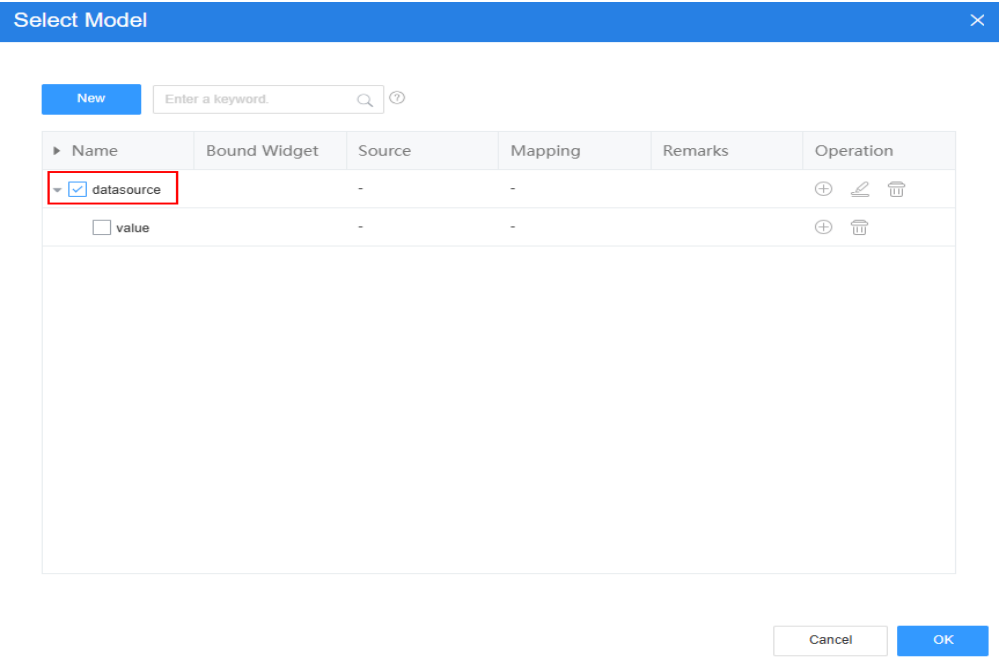 Select Model
New Enter a keyword.
Name Bound Widget Source Mapping Remarks Operation
datasource - -
value - -
Cancel OK